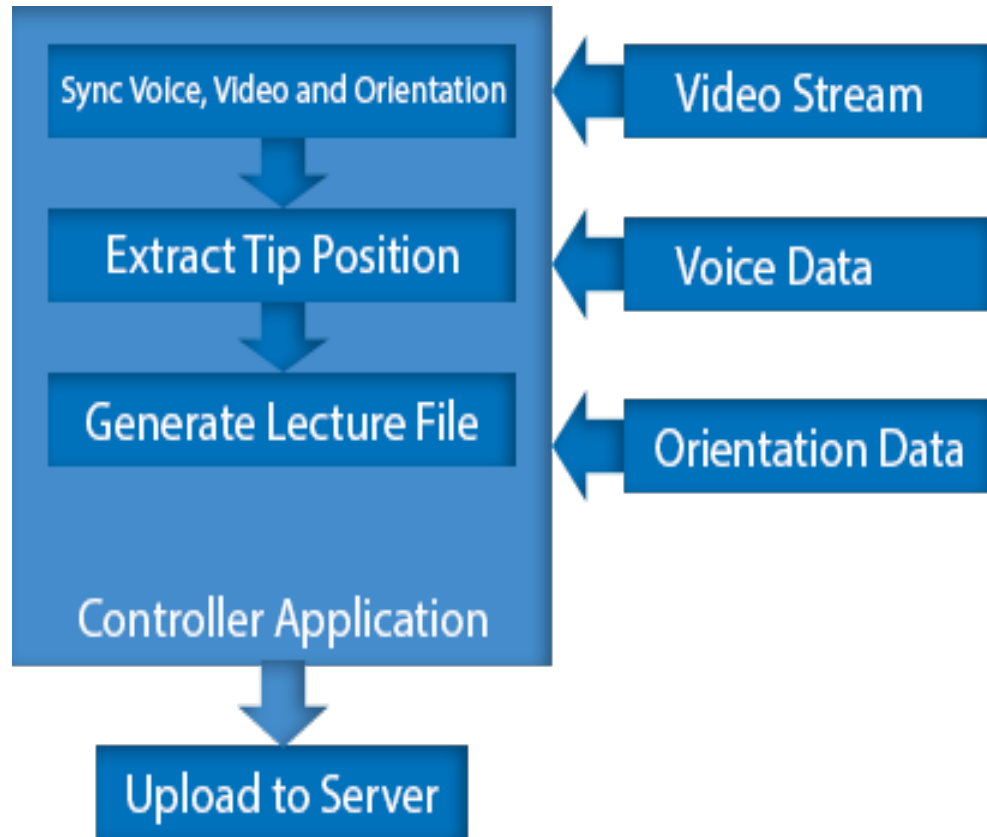 Sync Voice, Video and Orientation
Video Stream
Extract Tip Position
Voice Data
Generate Lecture File
Orientation Data
Controller Application
Upload to Server